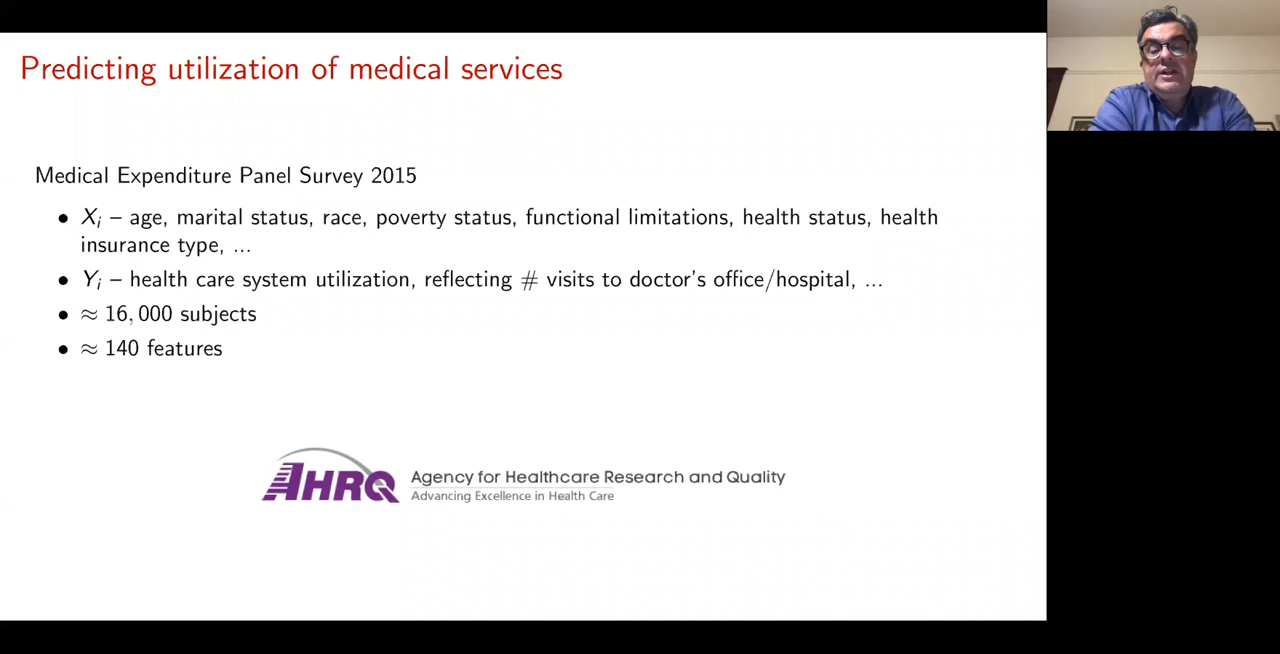 Predicting utilization of medical services
Medical Expenditure Panel Survey 2015
• Xᵢ – age, marital status, race, poverty status, functional limitations, health status, health
insurance type, ...
• Yᵢ – health care system utilization, reflecting # visits to doctor's office/hospital, ...
• ≈ 16,000 subjects
• ≈ 140 features
AHRQ
Agency for Healthcare Research and Quality
Advancing Excellence in Health Care